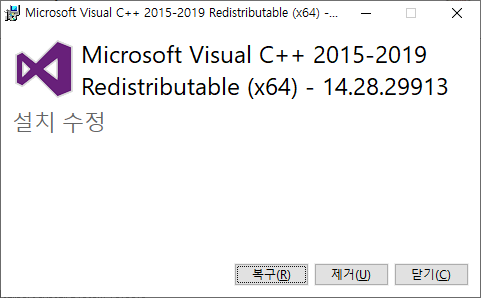 Microsoft Visual C++ 2015-2019 Redistributable (x64) -...
Microsoft Visual C++ 2015-2019
Redistributable (x64) - 14.28.29913
설치 수정
복구(R) 제거(U) 닫기(C)